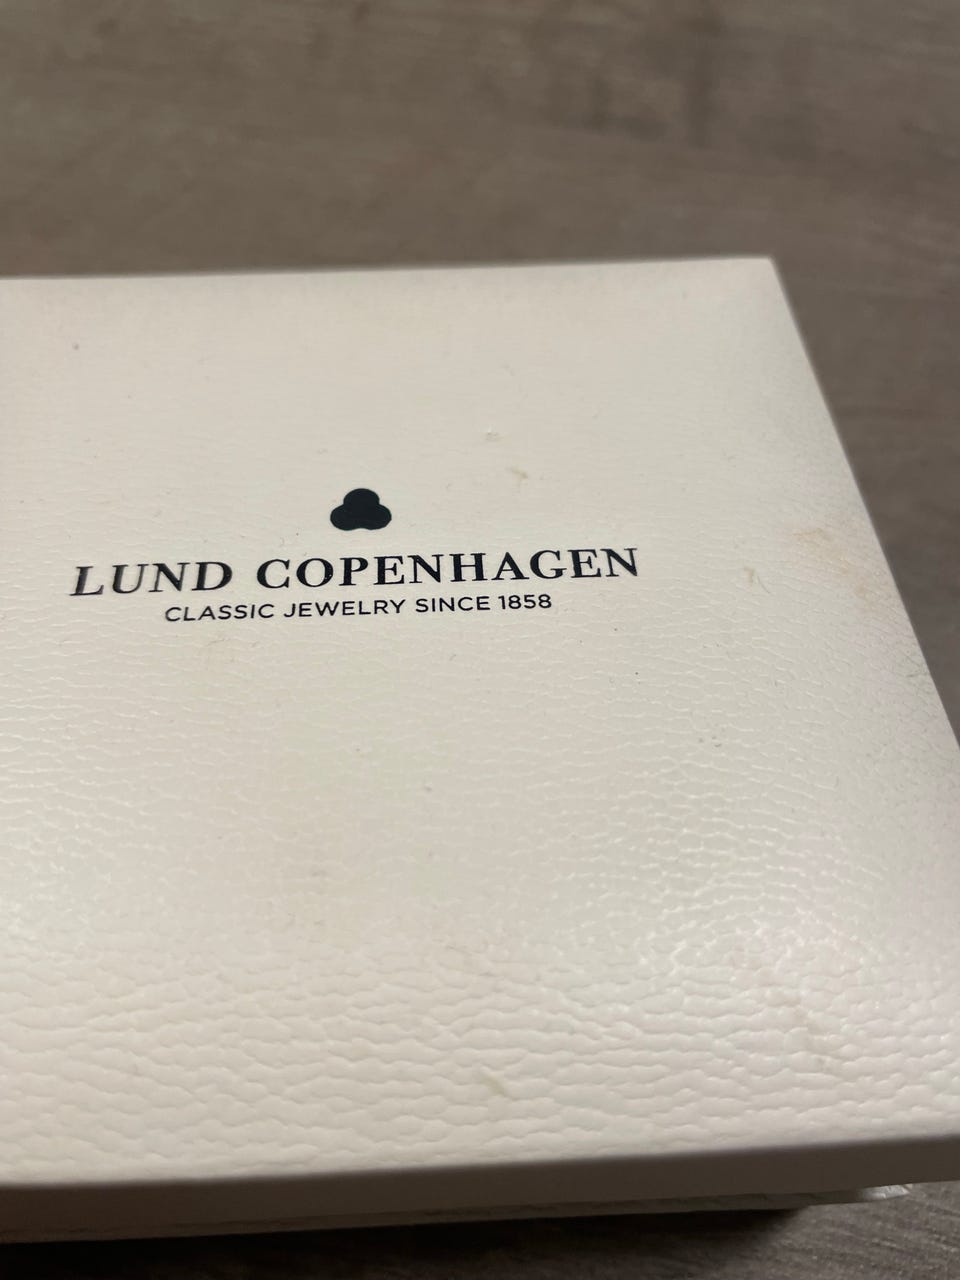 LUND COPENHAGEN
CLASSIC JEWELRY SINCE 1858